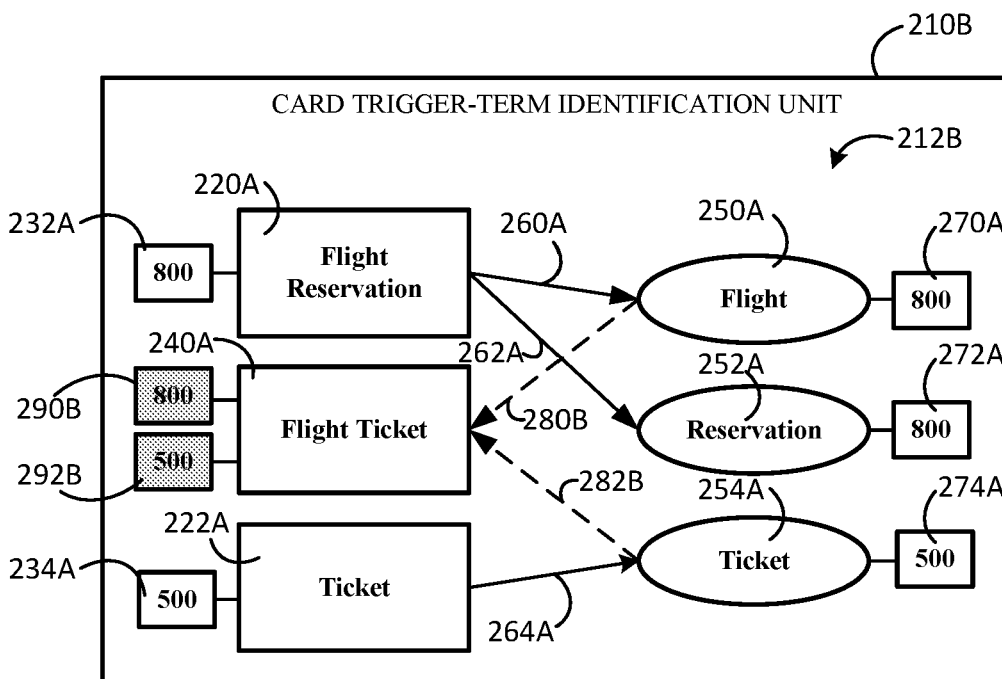 210B
CARD TRIGGER-TERM IDENTIFICATION UNIT
212B
220A
232A
260A
250A
270A
800
Flight
Reservation
Flight
800
240A
262A
252A
272A
290B
800
Flight Ticket
280B
Reservation
800
500
292B
282B
254A
274A
222A
234A
500
Ticket
Ticket
500
264A